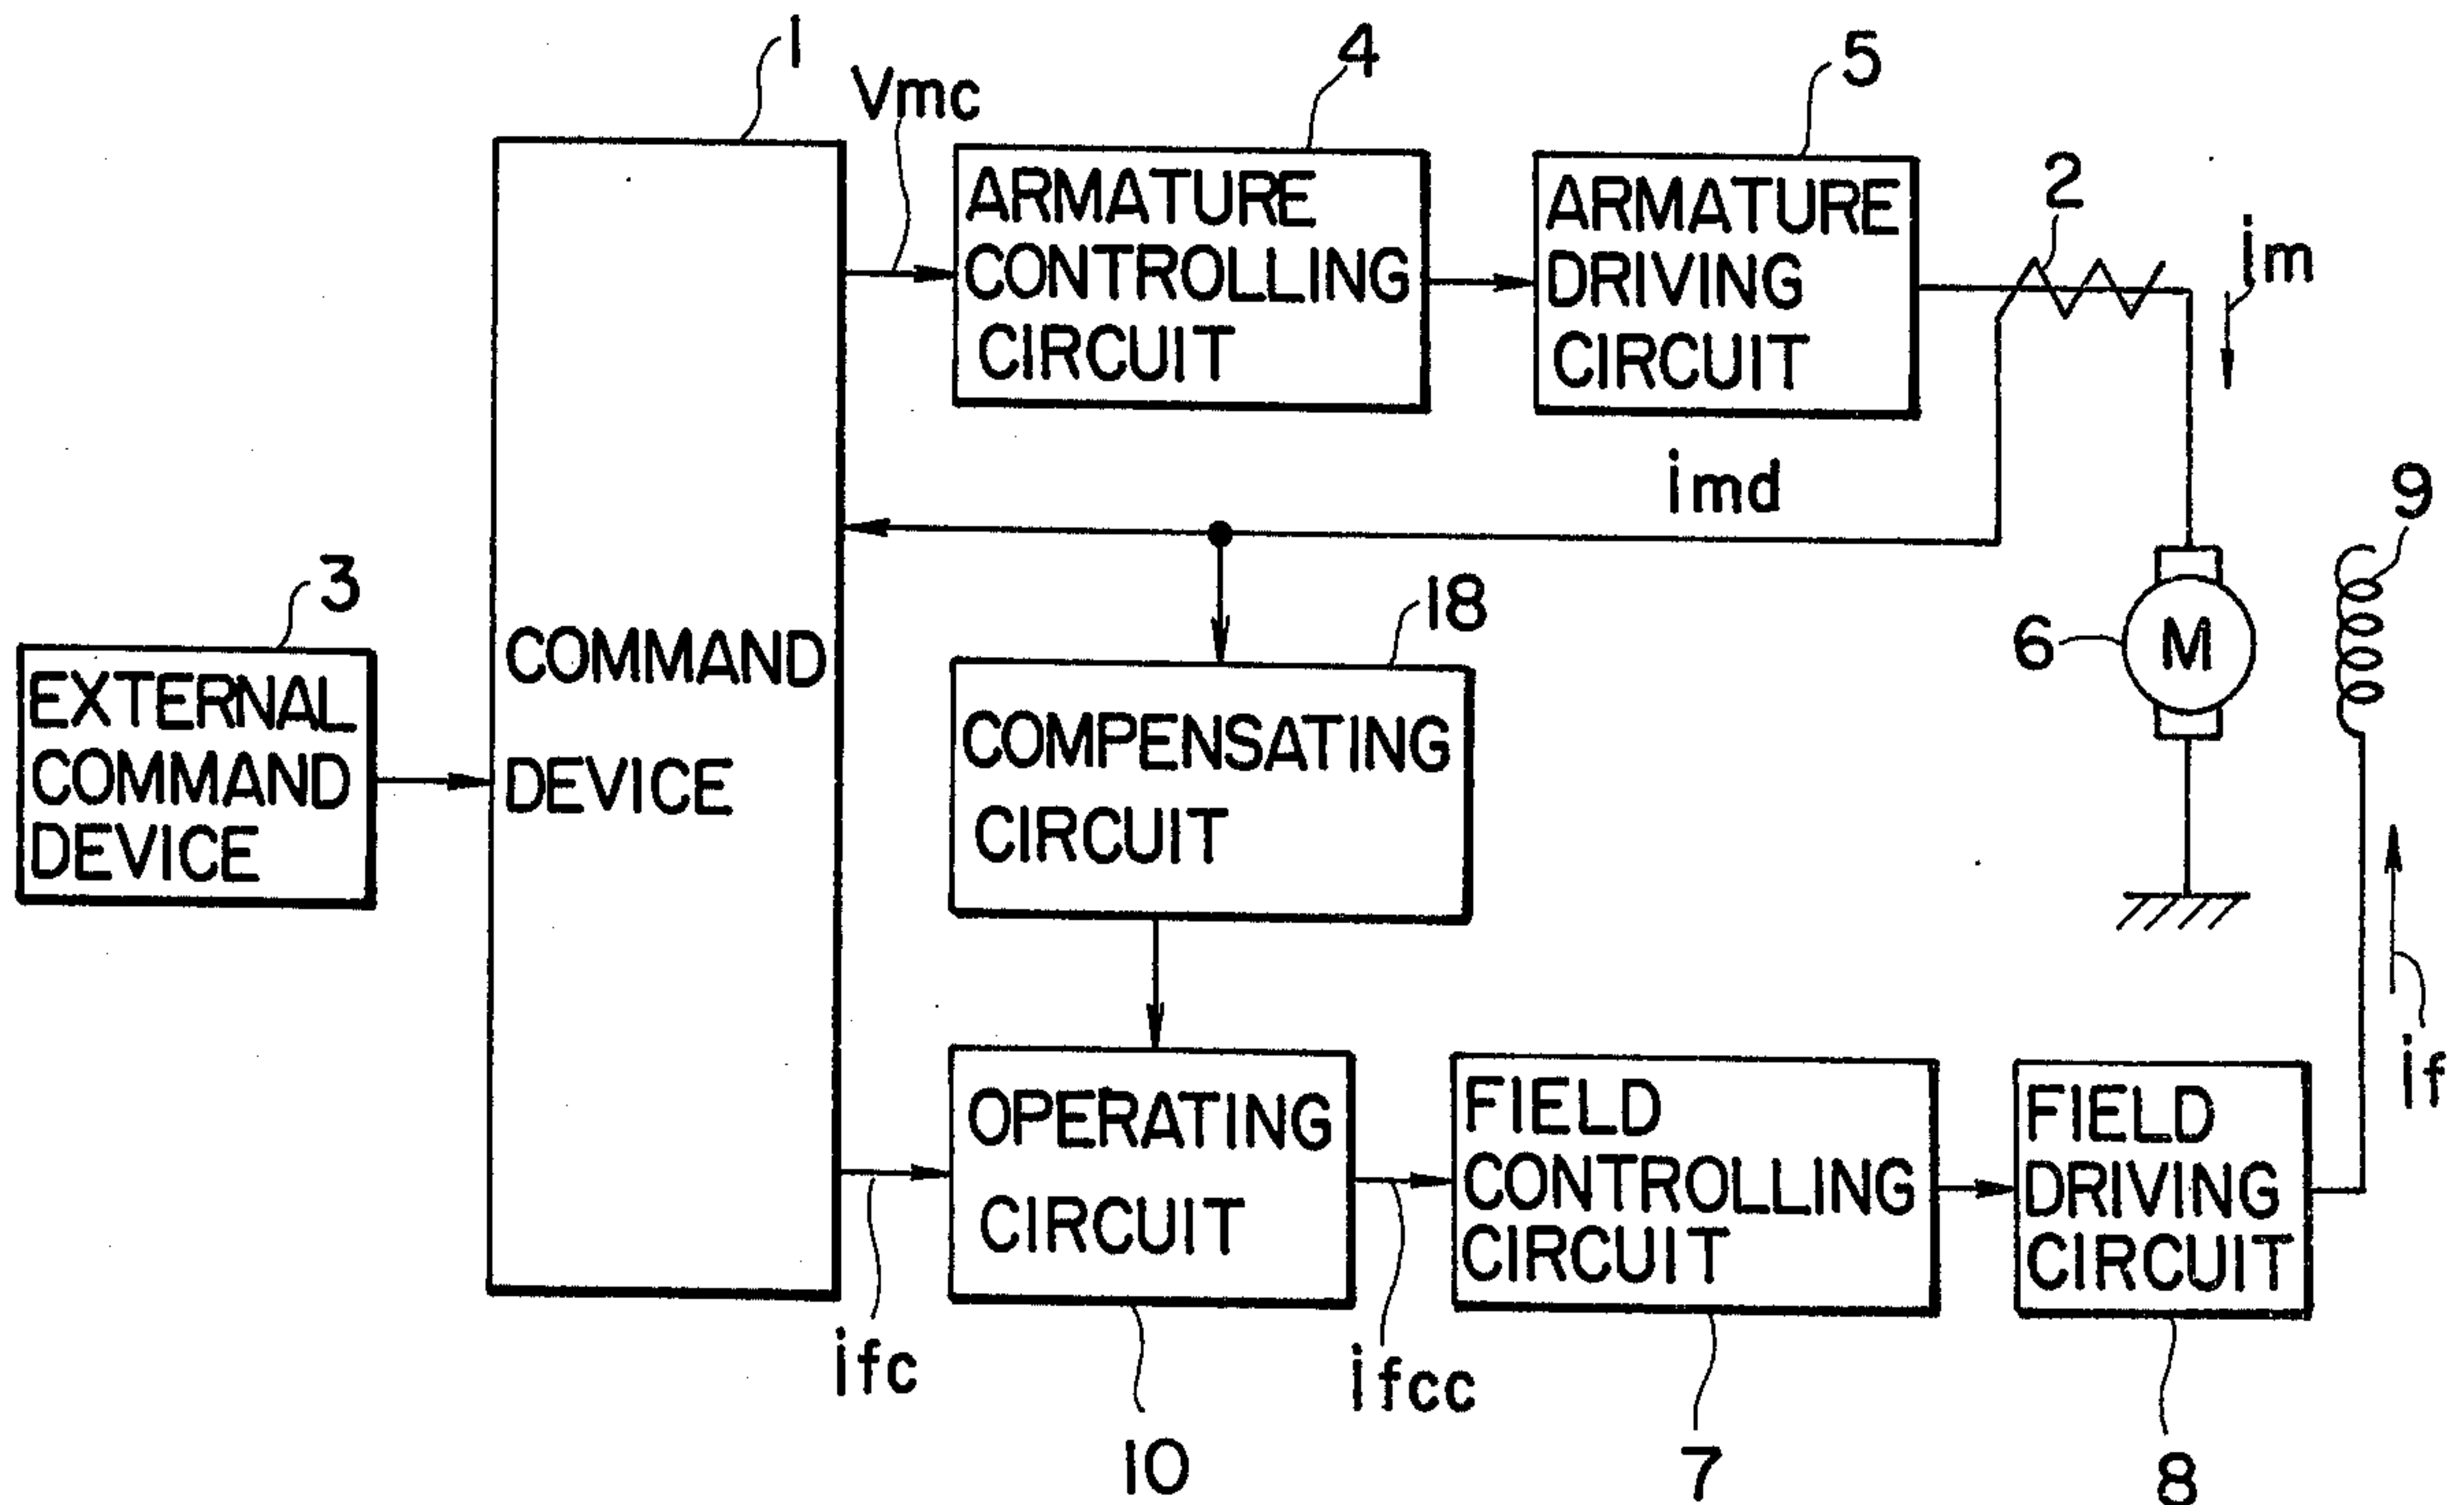 1
Vmc
4
5
ARMATURE
CONTROLLING
CIRCUIT
ARMATURE
DRIVING
CIRCUIT
2
im
imd
9
3
18
6
M
EXTERNAL
COMMAND
DEVICE
COMMAND
DEVICE
COMPENSATING
CIRCUIT
if
OPERATING
CIRCUIT
FIELD
CONTROLLING
CIRCUIT
FIELD
DRIVING
CIRCUIT
ifc
ifcc
10
7
8